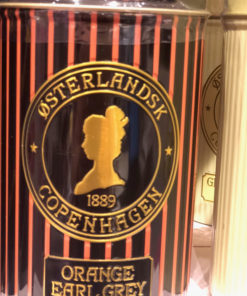 ØSTERLANDSK
1889
COPENHAGEN
ORANGE
EARL GREY